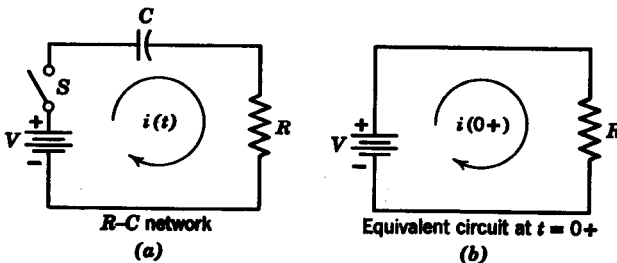 C
S
+
V
-
i(t)
R
R-C network
(a)
+
V
-
i(0+)
R
Equivalent circuit at t = 0+
(b)